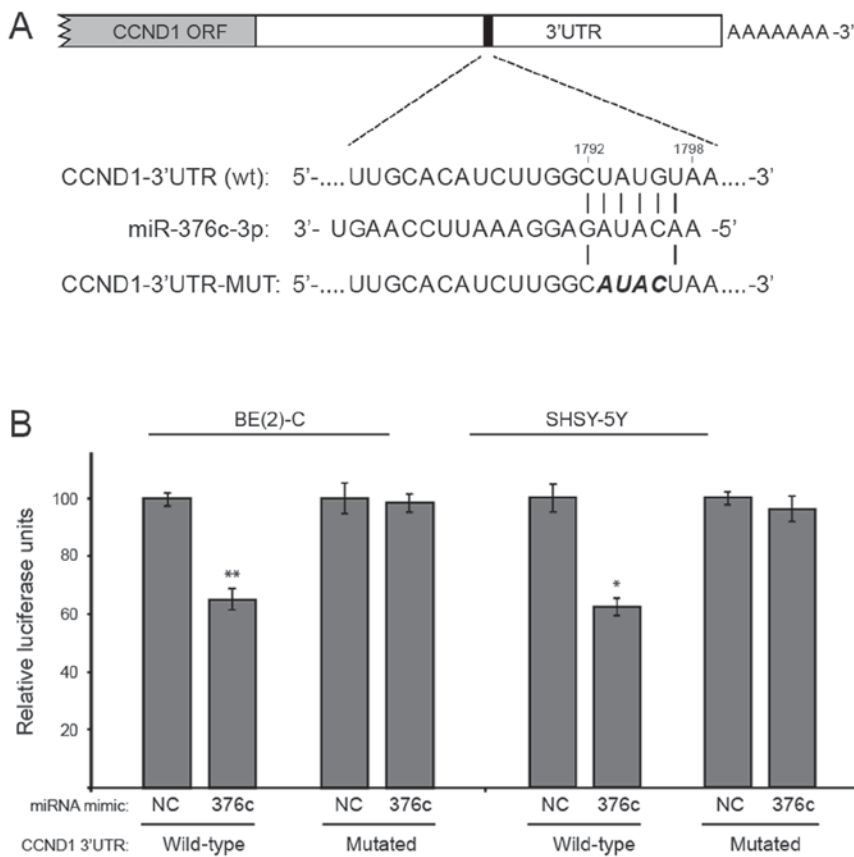 A
CCND1 ORF 3'UTR AAAAAAA -3'
1792 1798
CCND1-3'UTR (wt): 5'-....UUGCACAUCUUGGCUAUGUAA....-3'
miR-376c-3p: 3'- UGAACCUUAAAGGAGAUACAA -5'
CCND1-3'UTR-MUT: 5'-....UUGCACAUCUUGGCAUACUAA....-3'
B
BE(2)-C SHSY-5Y
Relative luciferase units
100
80
60
40
20
** *
miRNA mimic: NC 376c NC 376c NC 376c NC 376c
CCND1 3'UTR: Wild-type Mutated Wild-type Mutated